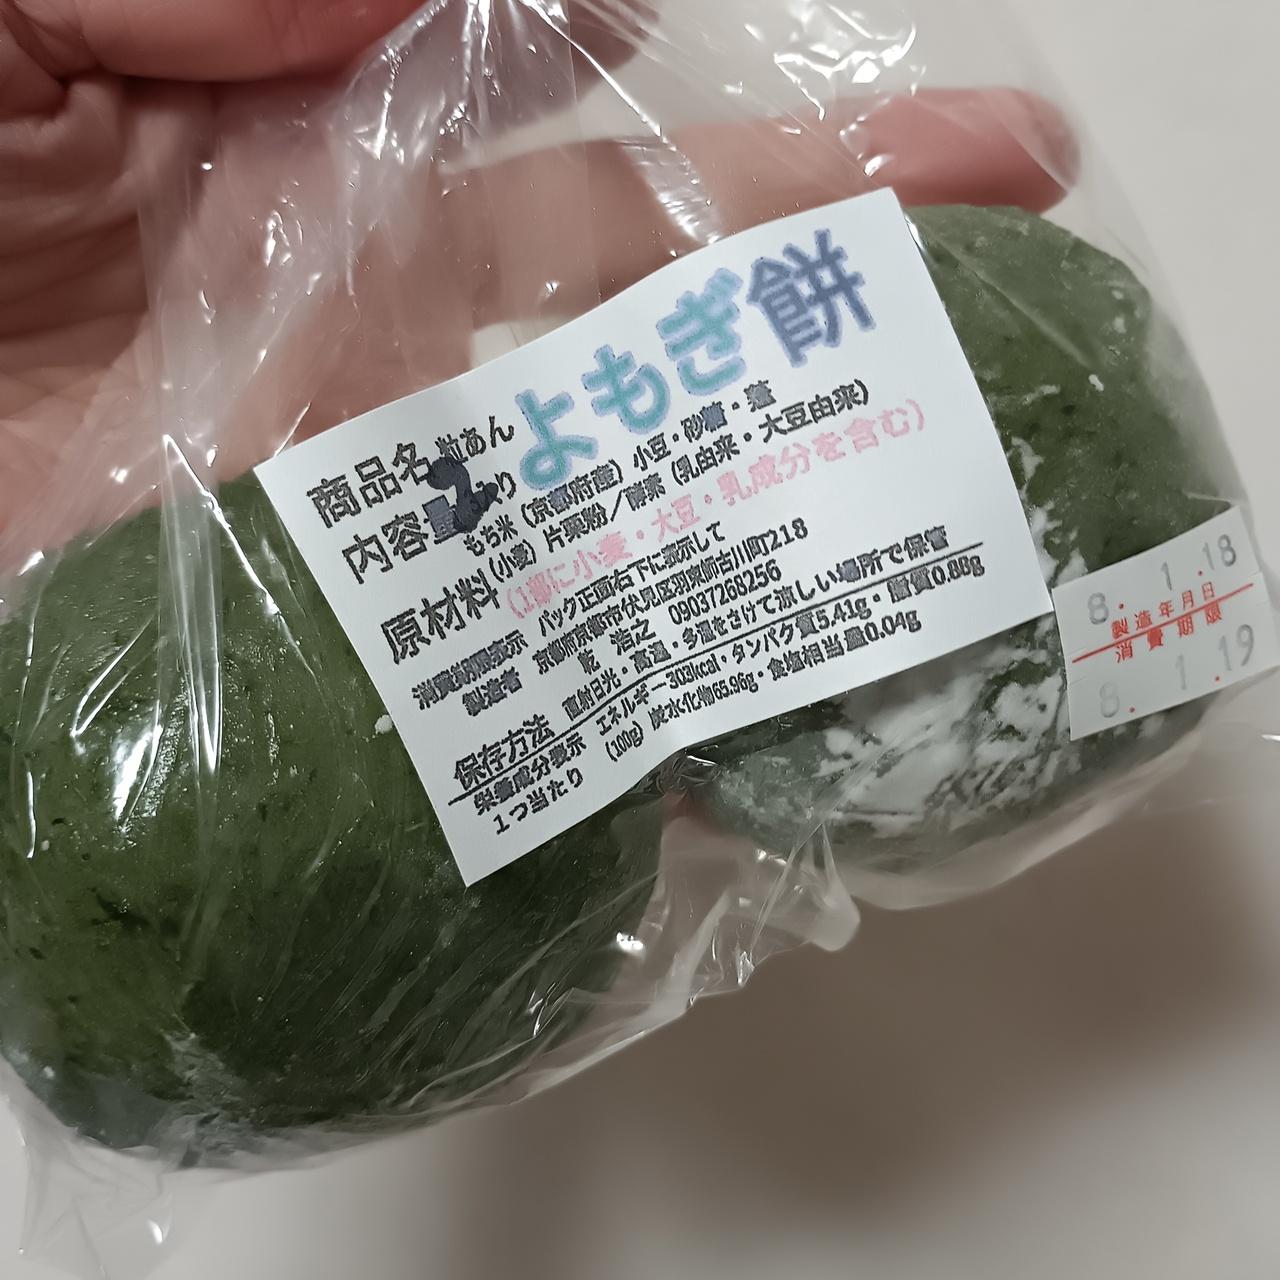 商品名 粒あん よもぎ餅
内容量 2 入り
原材料 もち米（京都府産）小豆・砂糖・蓬
（小麦）片栗粉／酵素（乳由来・大豆由来）
（1部に小麦・大豆・乳成分を含む）
消費期限表示 パック正面右下に表示して
製造者 京都府京都市伏見区羽束師古川町218
乾 浩之 09037268256
保存方法 直射日光・高温・多湿をさけて涼しい場所で保管
栄養成分表示 エネルギー303kcal・タンパク質5.41g・脂質0.88g
1つ当たり (100g) 炭水化物65.96g・食塩相当量0.04g
8. 1.18
製造年月日
消費期限
8. 1.19